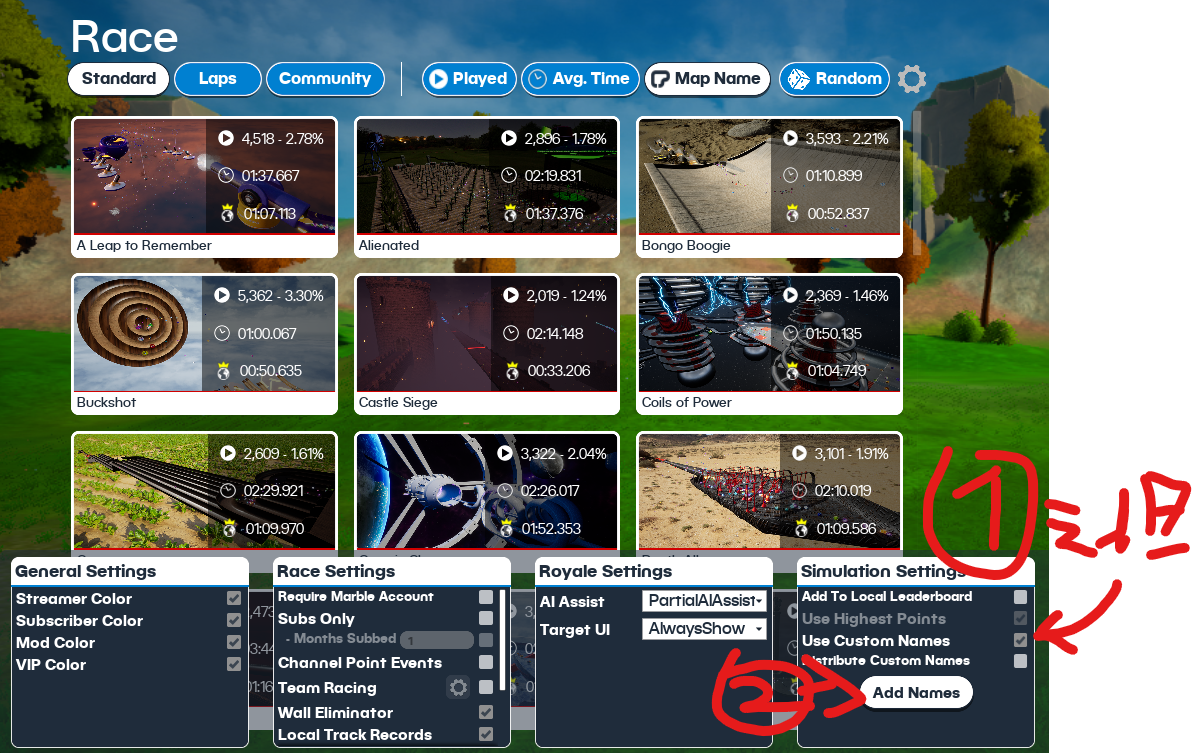 Race
Standard Laps Community Played Avg. Time Map Name Random
4,518 - 2.78%
01:37.667
01:07.113
A Leap to Remember
2,896 - 1.78%
02:19.831
01:37.376
Alienated
3,593 - 2.21%
01:10.899
00:52.837
Bongo Boogie
5,362 - 3.30%
01:00.067
00:50.635
Buckshot
2,019 - 1.24%
02:14.148
00:33.206
Castle Siege
2,369 - 1.46%
01:50.135
01:04.749
Coils of Power
2,609 - 1.61%
02:29.921
01:09.970
3,322 - 2.04%
02:26.017
01:52.353
3,101 - 1.91%
02:10.019
01:09.586
1 클릭
General Settings
Streamer Color
Subscriber Color
Mod Color
VIP Color
Race Settings
Require Marble Account
Subs Only
- Months Subbed 1
Channel Point Events
Team Racing
Wall Eliminator
Local Track Records
Royale Settings
AI Assist PartialAIAssist
Target UI AlwaysShow
Simulation Settings
Add To Local Leaderboard
Use Highest Points
Use Custom Names
Distribute Custom Names
2
Add Names